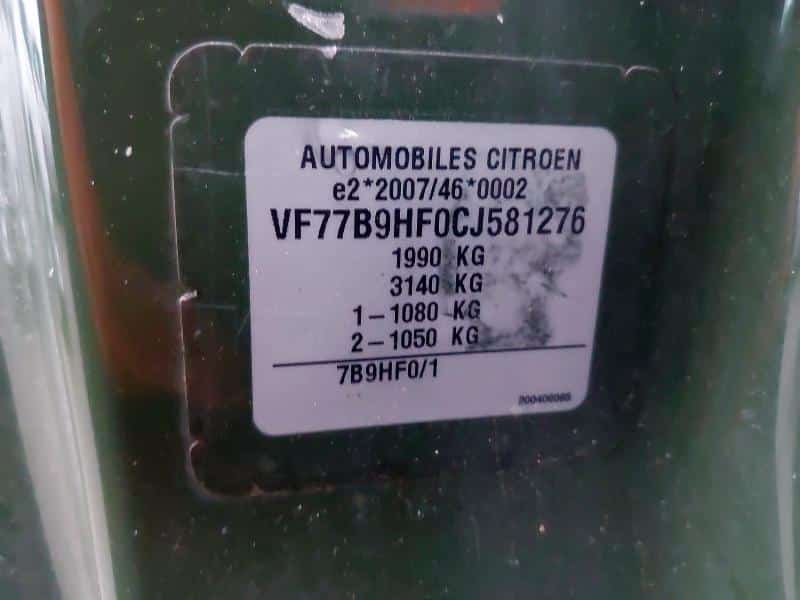 AUTOMOBILES CITROEN
e2*2007/46*0002
VF77B9HF0CJ581276
1990 KG
3140 KG
1-1080 KG
2-1050 KG
7B9HF0/1